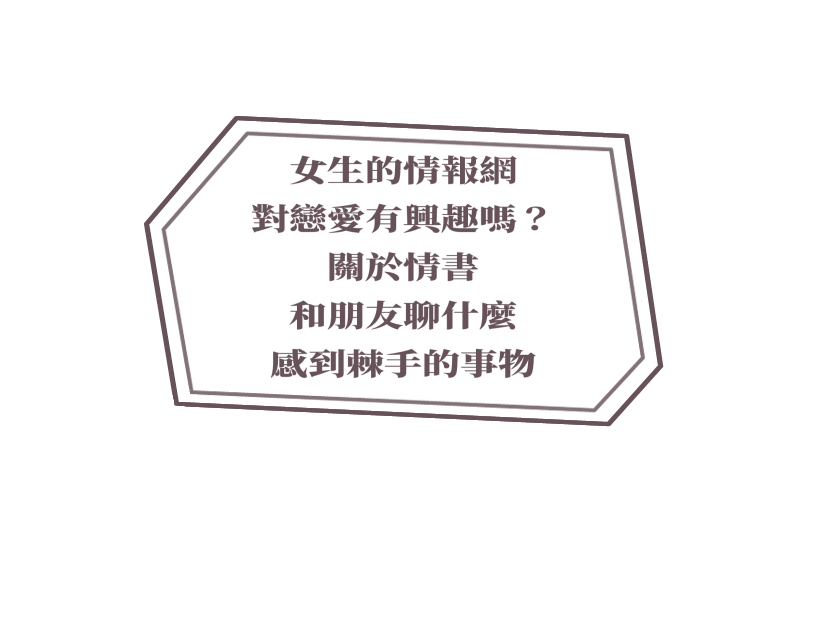 女生的情報網
對戀愛有興趣嗎？
關於情書
和朋友聊什麼
感到棘手的事物